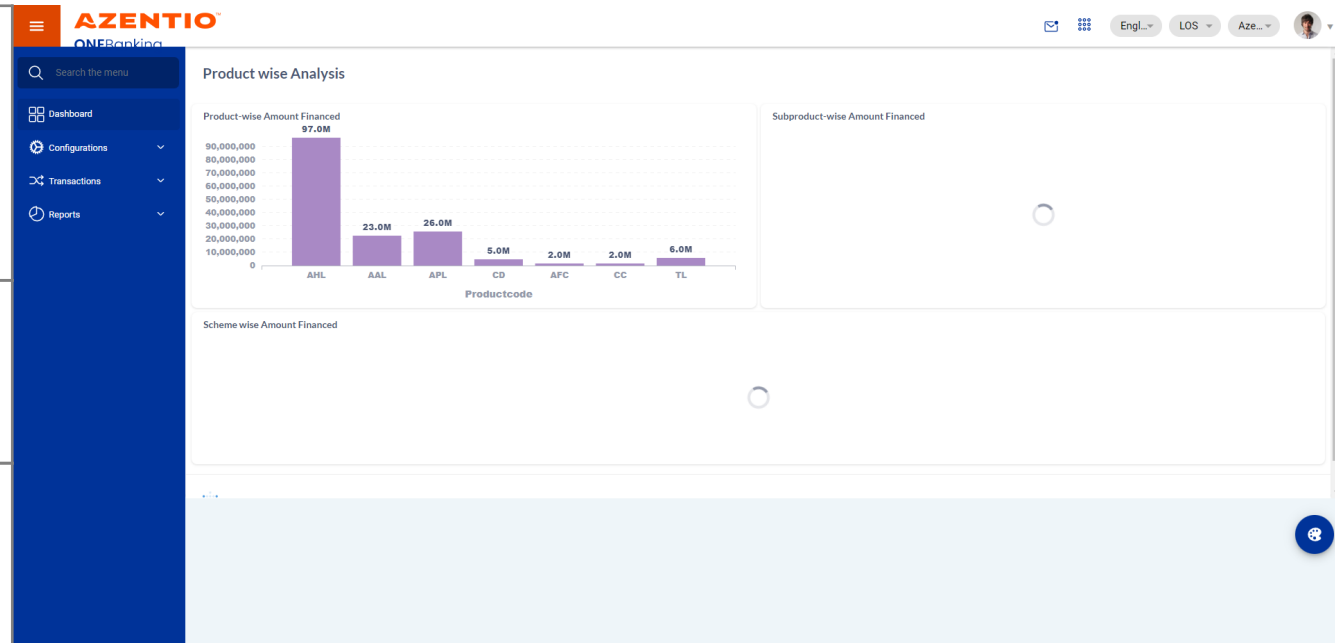 AZENTIO™
ONEBanking
Engl...
LOS
Aze...
Search the menu
Dashboard
Configurations
Transactions
Reports
Product wise Analysis
Product-wise Amount Financed
97.0M
90,000,000
80,000,000
70,000,000
60,000,000
50,000,000
40,000,000
30,000,000
20,000,000
10,000,000
0
23.0M
26.0M
5.0M
2.0M
2.0M
6.0M
AHL
AAL
APL
CD
AFC
CC
TL
Productcode
Subproduct-wise Amount Financed
Scheme wise Amount Financed